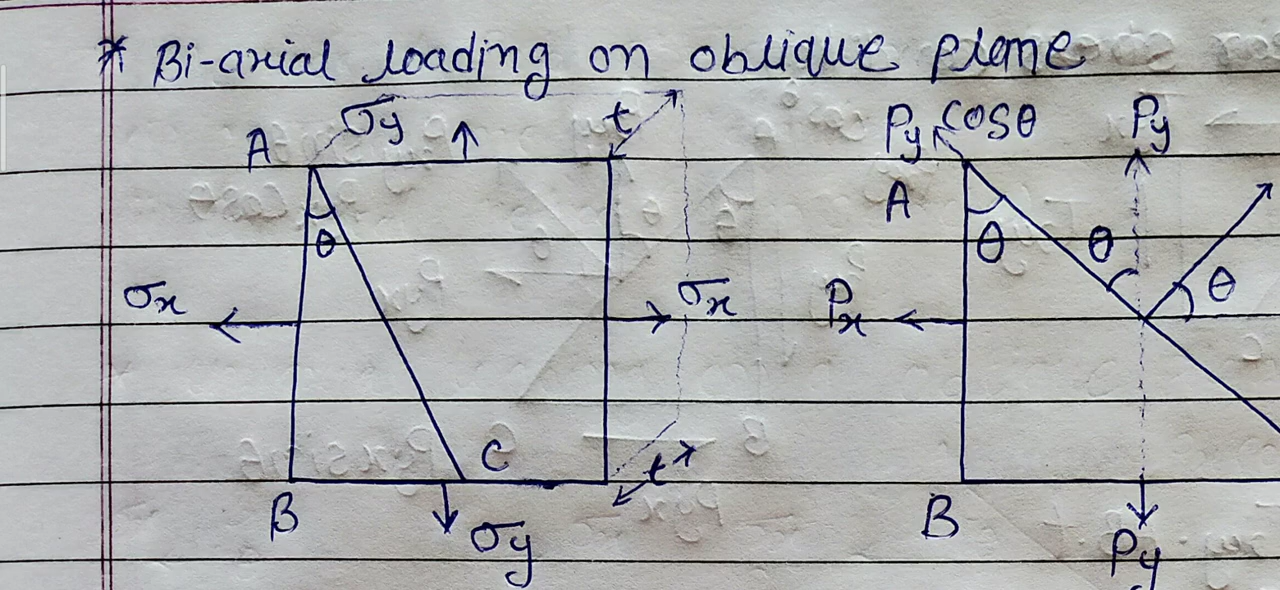 * Bi-axial loading on oblique plane
σy t Py cosθ Py
A A
θ θ θ θ
σx σx Px
C t
B σy B Py